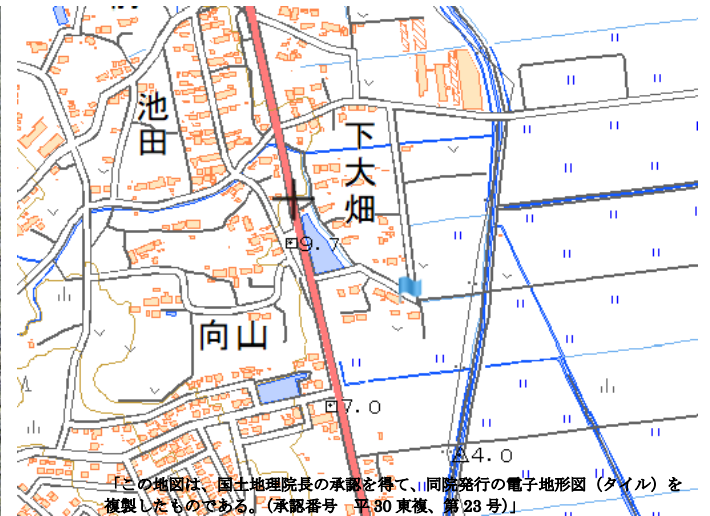 池田
下大畑
9.7
向山
7.0
4.0
「この地図は、国土地理院長の承認を得て、同院発行の電子地形図（タイル）を
複製したものである。（承認番号　平30東複、第23号）」